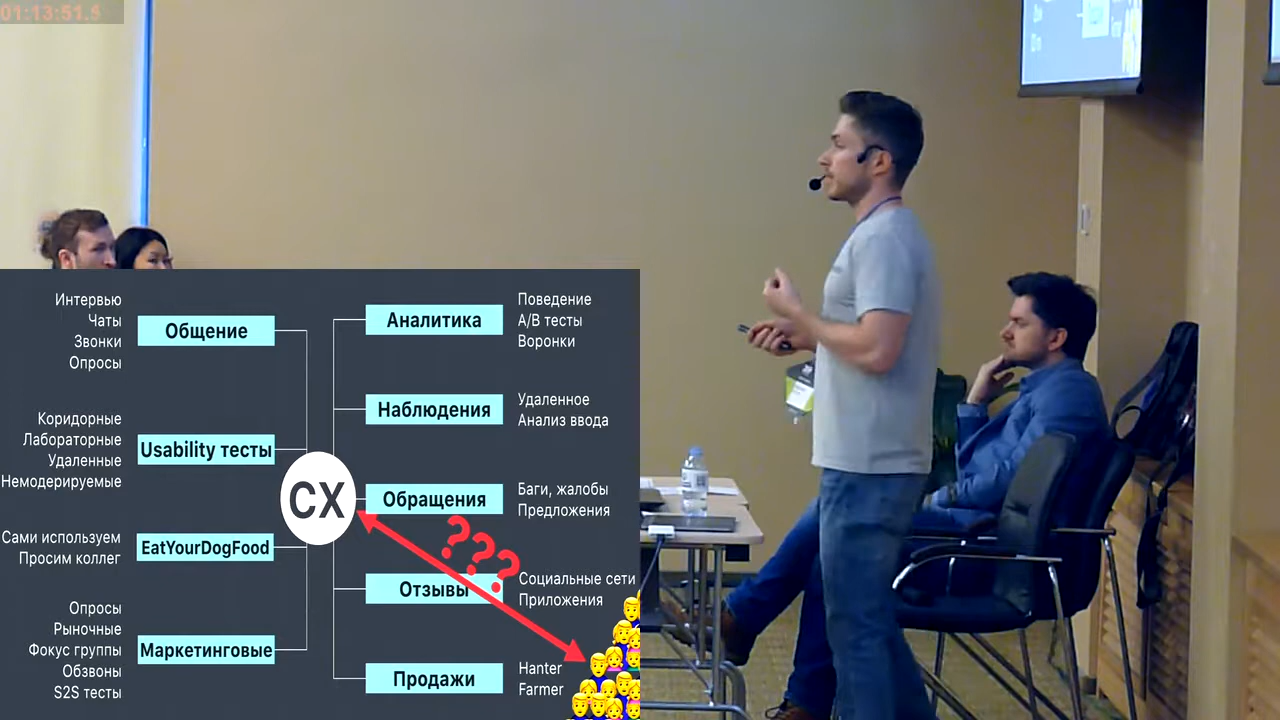 01:13:51.5
Интервью
Чаты
Звонки
Опросы
Общение
Коридорные
Лабораторные
Удаленные
Немодерируемые
Usability тесты
Сами используем
Просим коллег
EatYourDogFood
Опросы
Рыночные
Фокус группы
Обзвоны
S2S тесты
Маркетинговые
CX
Аналитика
Поведение
A/B тесты
Воронки
Наблюдения
Удаленное
Анализ ввода
Обращения
Баги, жалобы
Предложения
???
Отзывы
Социальные сети
Приложения
Продажи
Hanter
Farmer